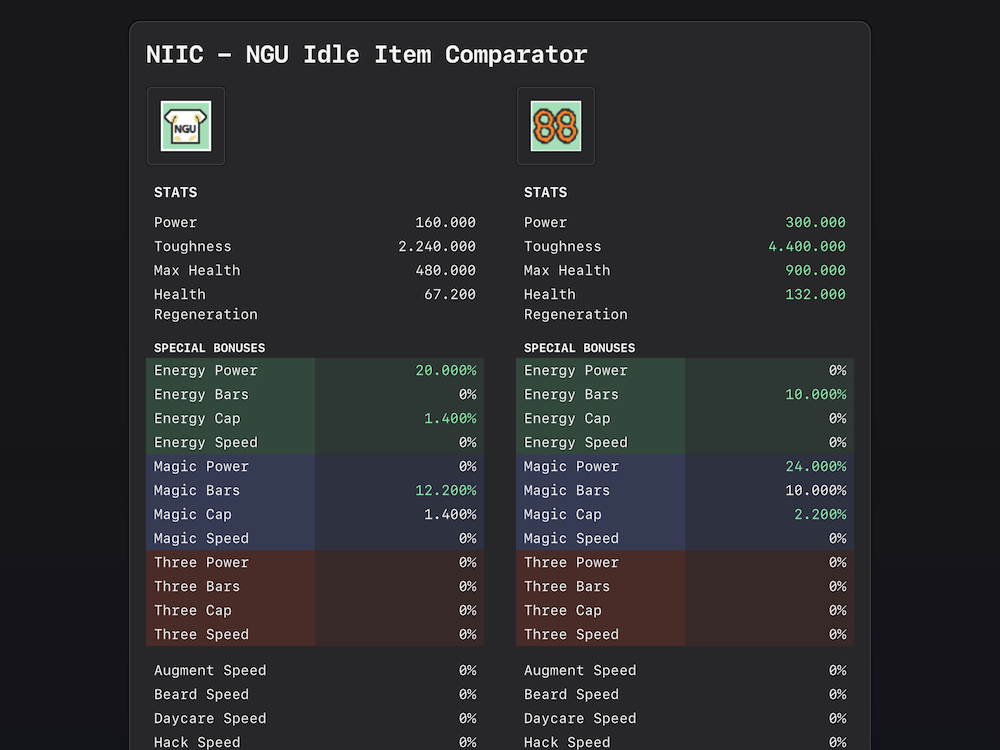 NIIC – NGU Idle Item Comparator
NGU
STATS
Power 160.000
Toughness 2.240.000
Max Health 480.000
Health Regeneration 67.200
SPECIAL BONUSES
Energy Power 20.000%
Energy Bars 0%
Energy Cap 1.400%
Energy Speed 0%
Magic Power 0%
Magic Bars 12.200%
Magic Cap 1.400%
Magic Speed 0%
Three Power 0%
Three Bars 0%
Three Cap 0%
Three Speed 0%
Augment Speed 0%
Beard Speed 0%
Daycare Speed 0%
Hack Speed 0%
88
STATS
Power 300.000
Toughness 4.400.000
Max Health 900.000
Health Regeneration 132.000
SPECIAL BONUSES
Energy Power 0%
Energy Bars 10.000%
Energy Cap 0%
Energy Speed 0%
Magic Power 24.000%
Magic Bars 10.000%
Magic Cap 2.200%
Magic Speed 0%
Three Power 0%
Three Bars 0%
Three Cap 0%
Three Speed 0%
Augment Speed 0%
Beard Speed 0%
Daycare Speed 0%
Hack Speed 0%